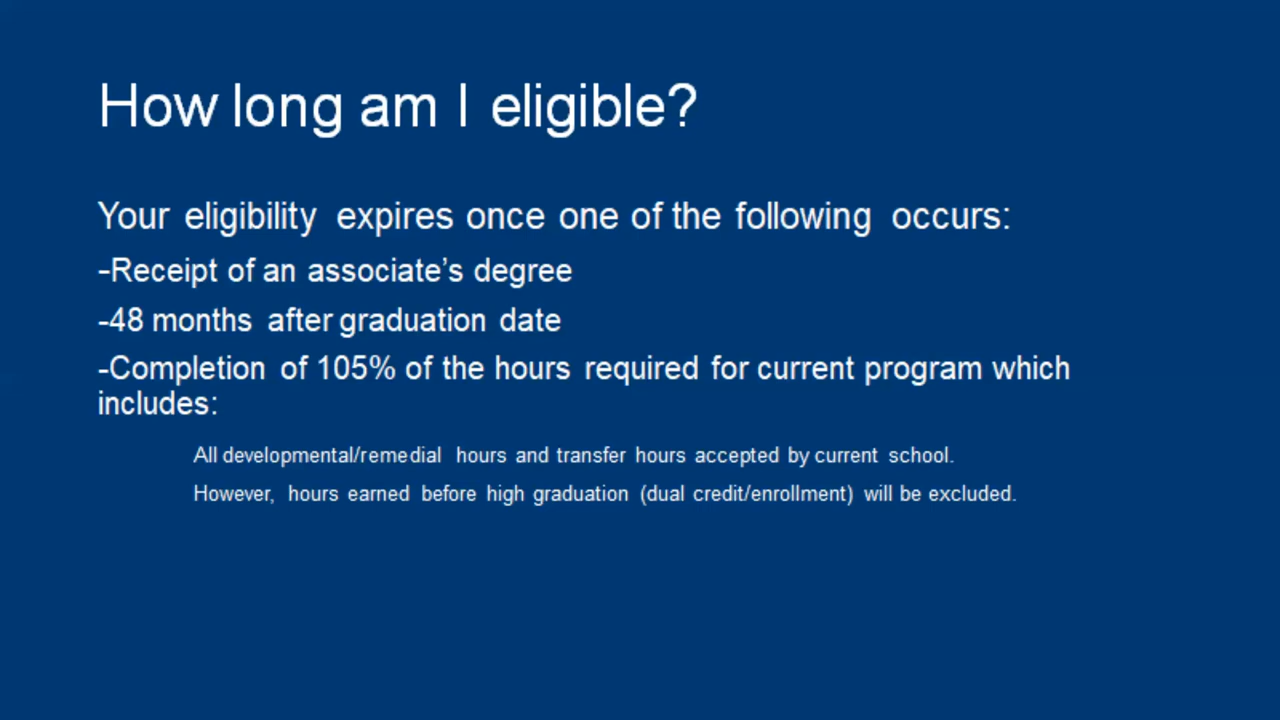 How long am I eligible?
Your eligibility expires once one of the following occurs:
-Receipt of an associate’s degree
-48 months after graduation date
-Completion of 105% of the hours required for current program which
includes:
All developmental/remedial hours and transfer hours accepted by current school.
However, hours earned before high graduation (dual credit/enrollment) will be excluded.